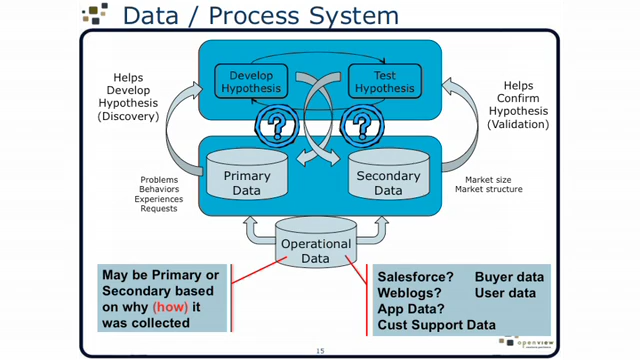 Data / Process System
Helps
Develop
Hypothesis
(Discovery)
Develop
Hypothesis
Test
Hypothesis
Helps
Confirm
Hypothesis
(Validation)
?
?
Primary
Data
Secondary
Data
Problems
Behaviors
Experiences
Requests
Market size
Market structure
Operational
Data
May be Primary or
Secondary based
on why (how) it
was collected
Salesforce? Buyer data
Weblogs? User data
App Data?
Cust Support Data
15
openview